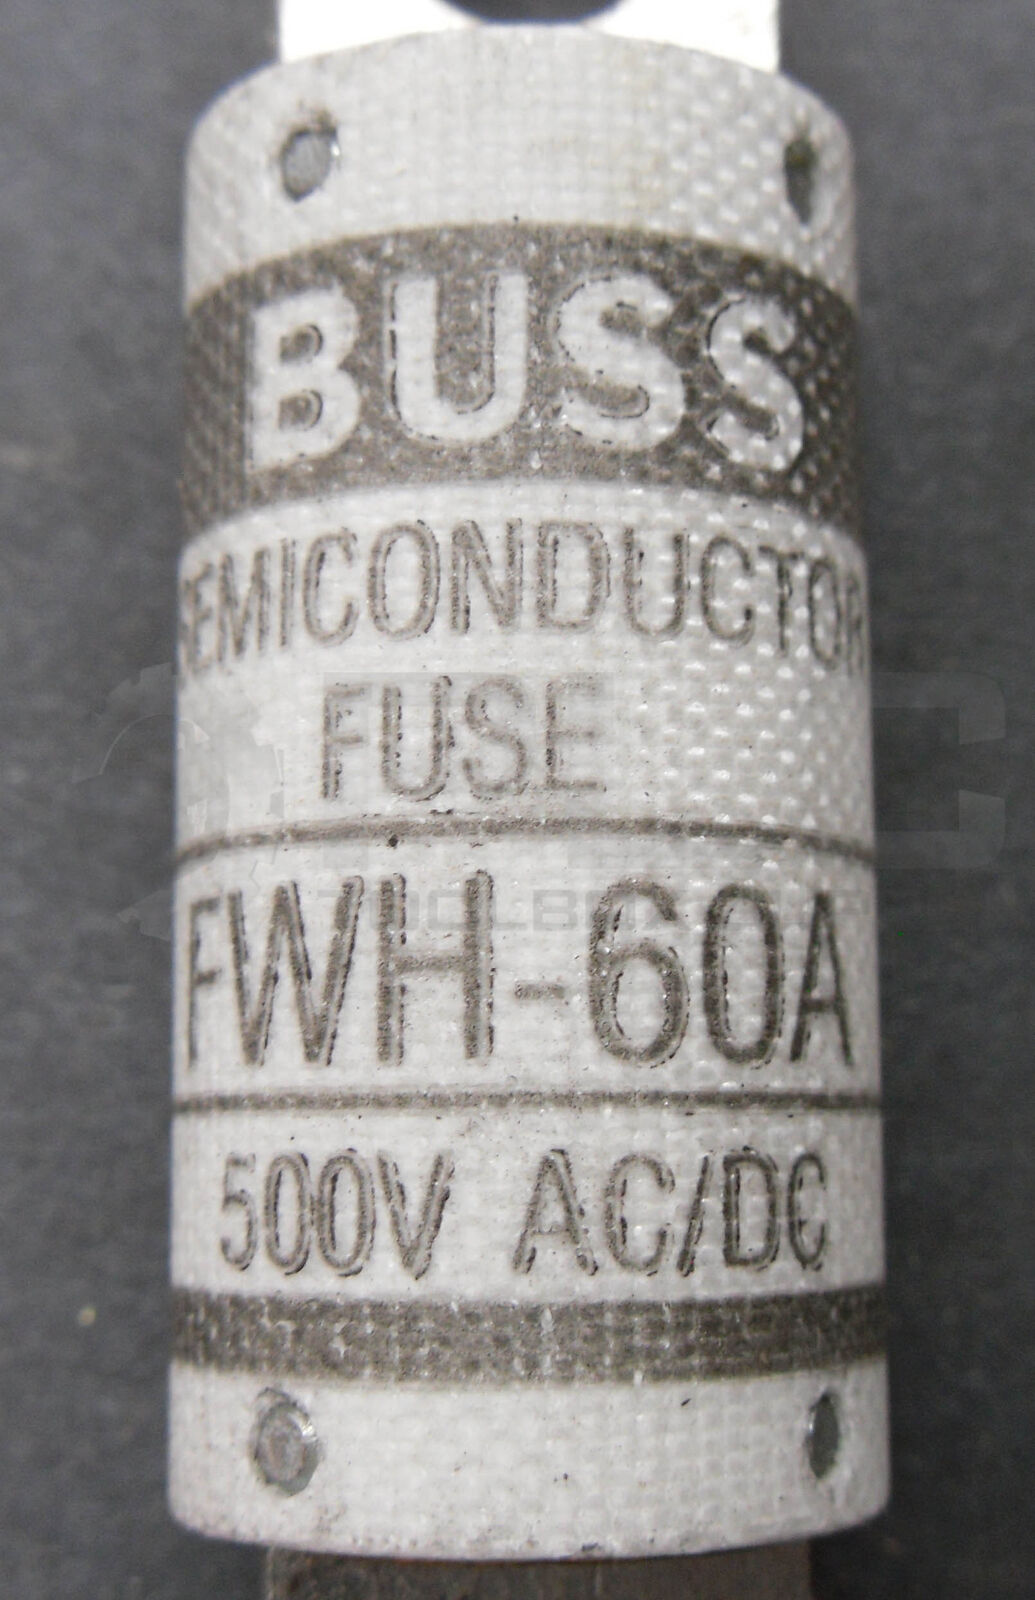 BUSS
SEMICONDUCTOR
FUSE
FWH-60A
500V AC/DC